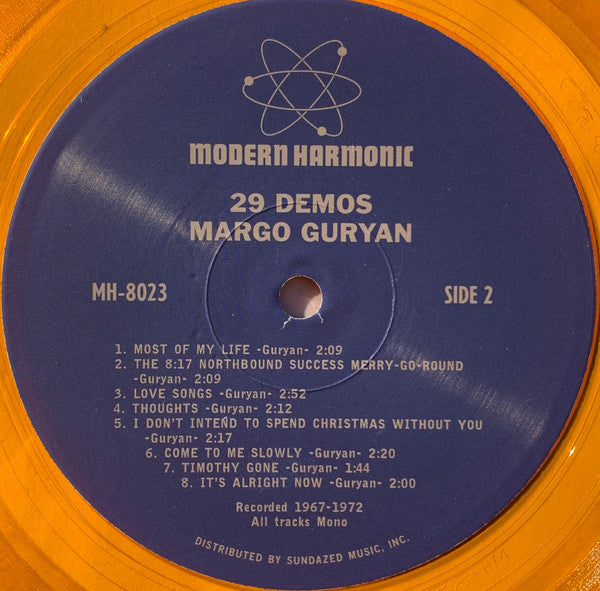 MODERN HARMONIC
29 DEMOS
MARGO GURYAN
MH-8023
SIDE 2
1. MOST OF MY LIFE -Guryan- 2:09
2. THE 8:17 NORTHBOUND SUCCESS MERRY-GO-ROUND
-Guryan- 2:09
3. LOVE SONGS -Guryan- 2:52
4. THOUGHTS -Guryan- 2:12
5. I DON'T INTEND TO SPEND CHRISTMAS WITHOUT YOU
-Guryan- 2:17
6. COME TO ME SLOWLY -Guryan- 2:20
7. TIMOTHY GONE -Guryan- 1:44
8. IT'S ALRIGHT NOW -Guryan- 2:00
Recorded 1967-1972
All tracks Mono
DISTRIBUTED BY SUNDAZED MUSIC, INC.